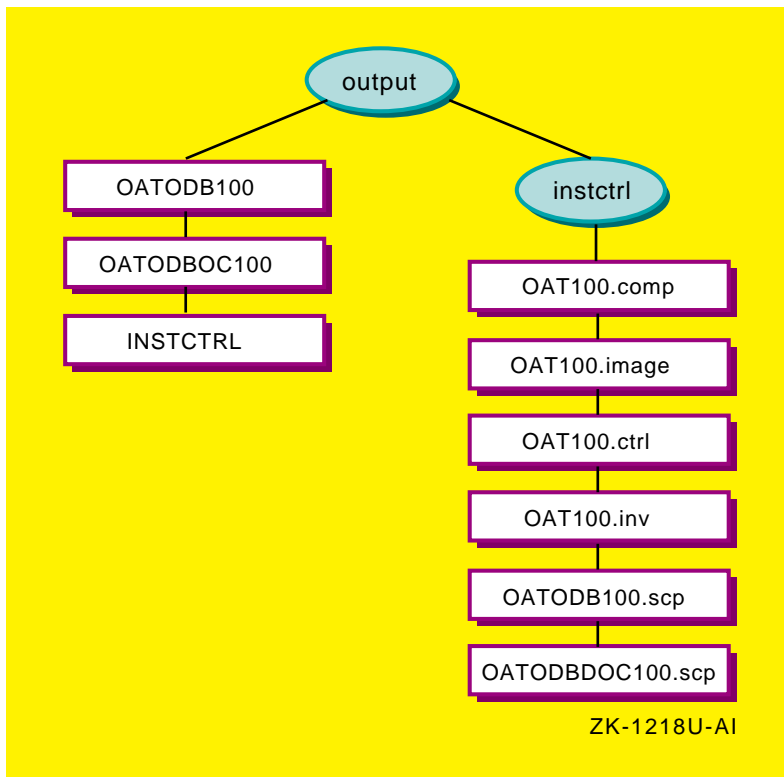 output
OATODB100
OATODBOC100
INSTCTRL
instctrl
OAT100.comp
OAT100.image
OAT100.ctrl
OAT100.inv
OATODB100.scp
OATODBDOC100.scp
ZK-1218U-AI